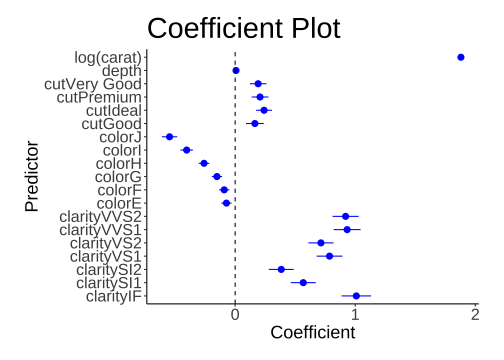 Coefficient Plot
log(carat)
depth
cutVery Good
cutPremium
cutIdeal
cutGood
colorJ
colorI
colorH
colorG
colorF
colorE
clarityVVS2
clarityVVS1
clarityVS2
clarityVS1
claritySI2
claritySI1
clarityIF
Predictor
0 1 2
Coefficient